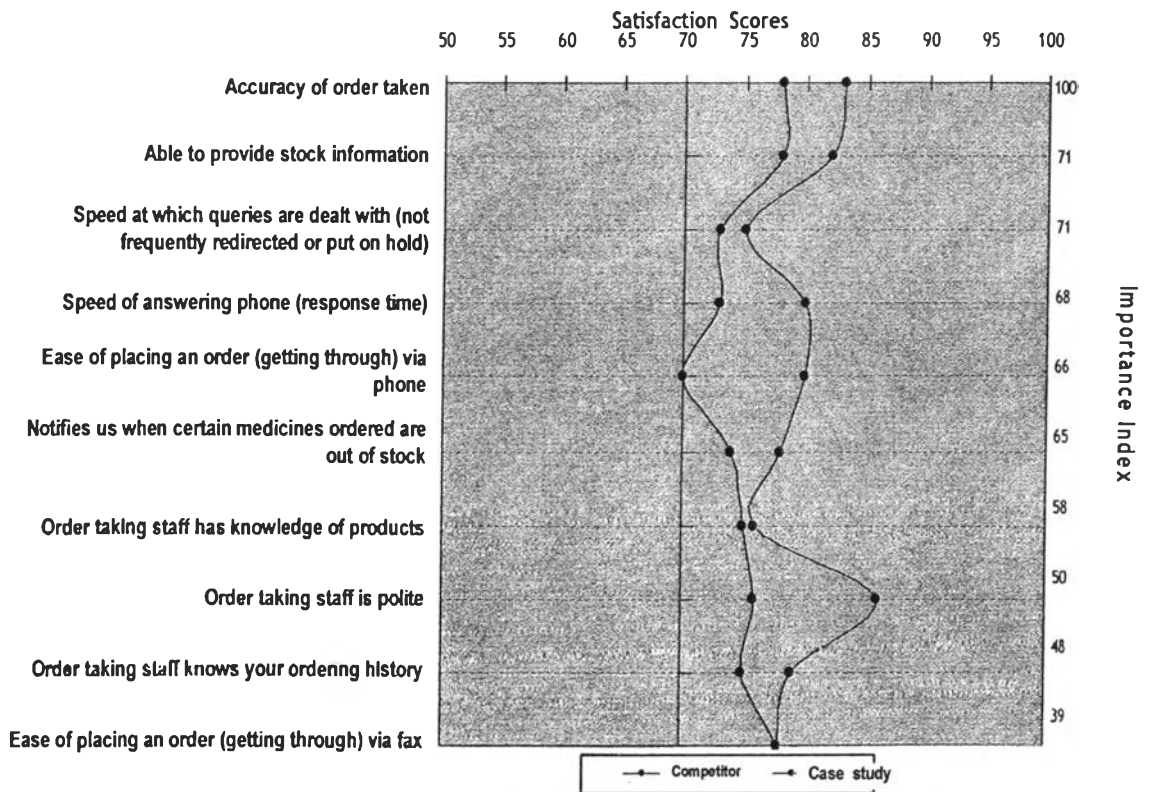 Satisfaction Scores
50 55 60 65 70 75 80 85 90 95 100
Accuracy of order taken
100
Able to provide stock information
71
Speed at which queries are dealt with (not
frequently redirected or put on hold)
71
Speed of answering phone (response time)
68
Ease of placing an order (getting through) via
phone
66
Notifies us when certain medicines ordered are
out of stock
65
Order taking staff has knowledge of products
58
Order taking staff is polite
50
Order taking staff knows your ordenng history
48
Ease of placing an order (getting through) via fax
39
Importance Index
Competitor Case study